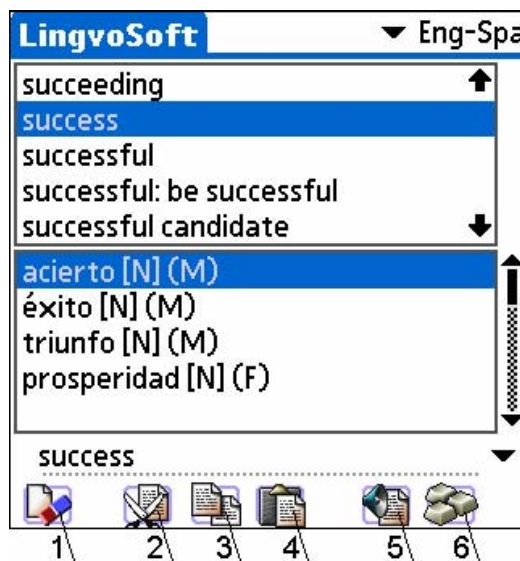 LingvoSoft
Eng-Spa
succeeding
success
successful
successful: be successful
successful candidate
acierto [N] (M)
éxito [N] (M)
triunfo [N] (M)
prosperidad [N] (F)
success
1 2 3 4 5 6